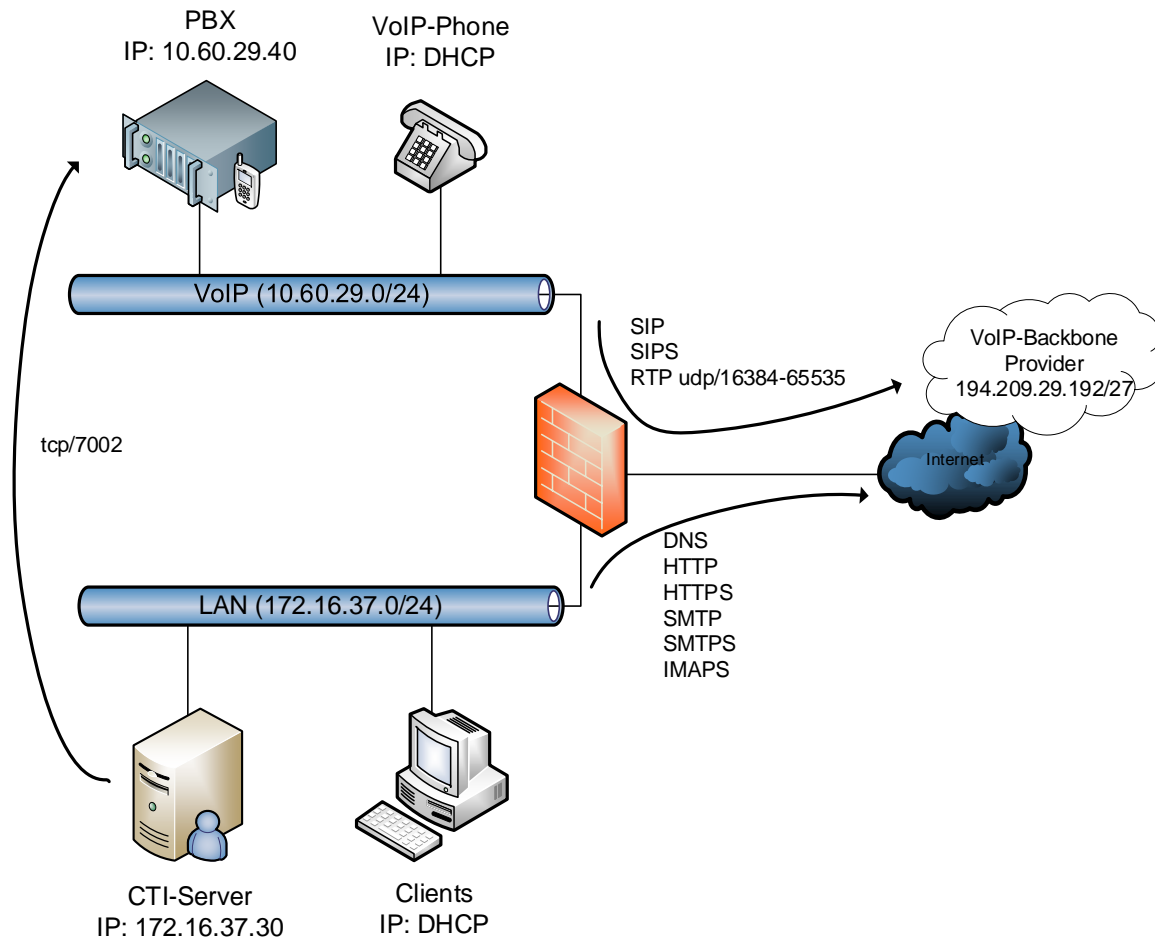 PBX
IP: 10.60.29.40
VoIP-Phone
IP: DHCP
VoIP (10.60.29.0/24)
SIP
SIPS
RTP udp/16384-65535
VoIP-Backbone
Provider
194.209.29.192/27
Internet
tcp/7002
DNS
HTTP
HTTPS
SMTP
SMTPS
IMAPS
LAN (172.16.37.0/24)
CTI-Server
IP: 172.16.37.30
Clients
IP: DHCP